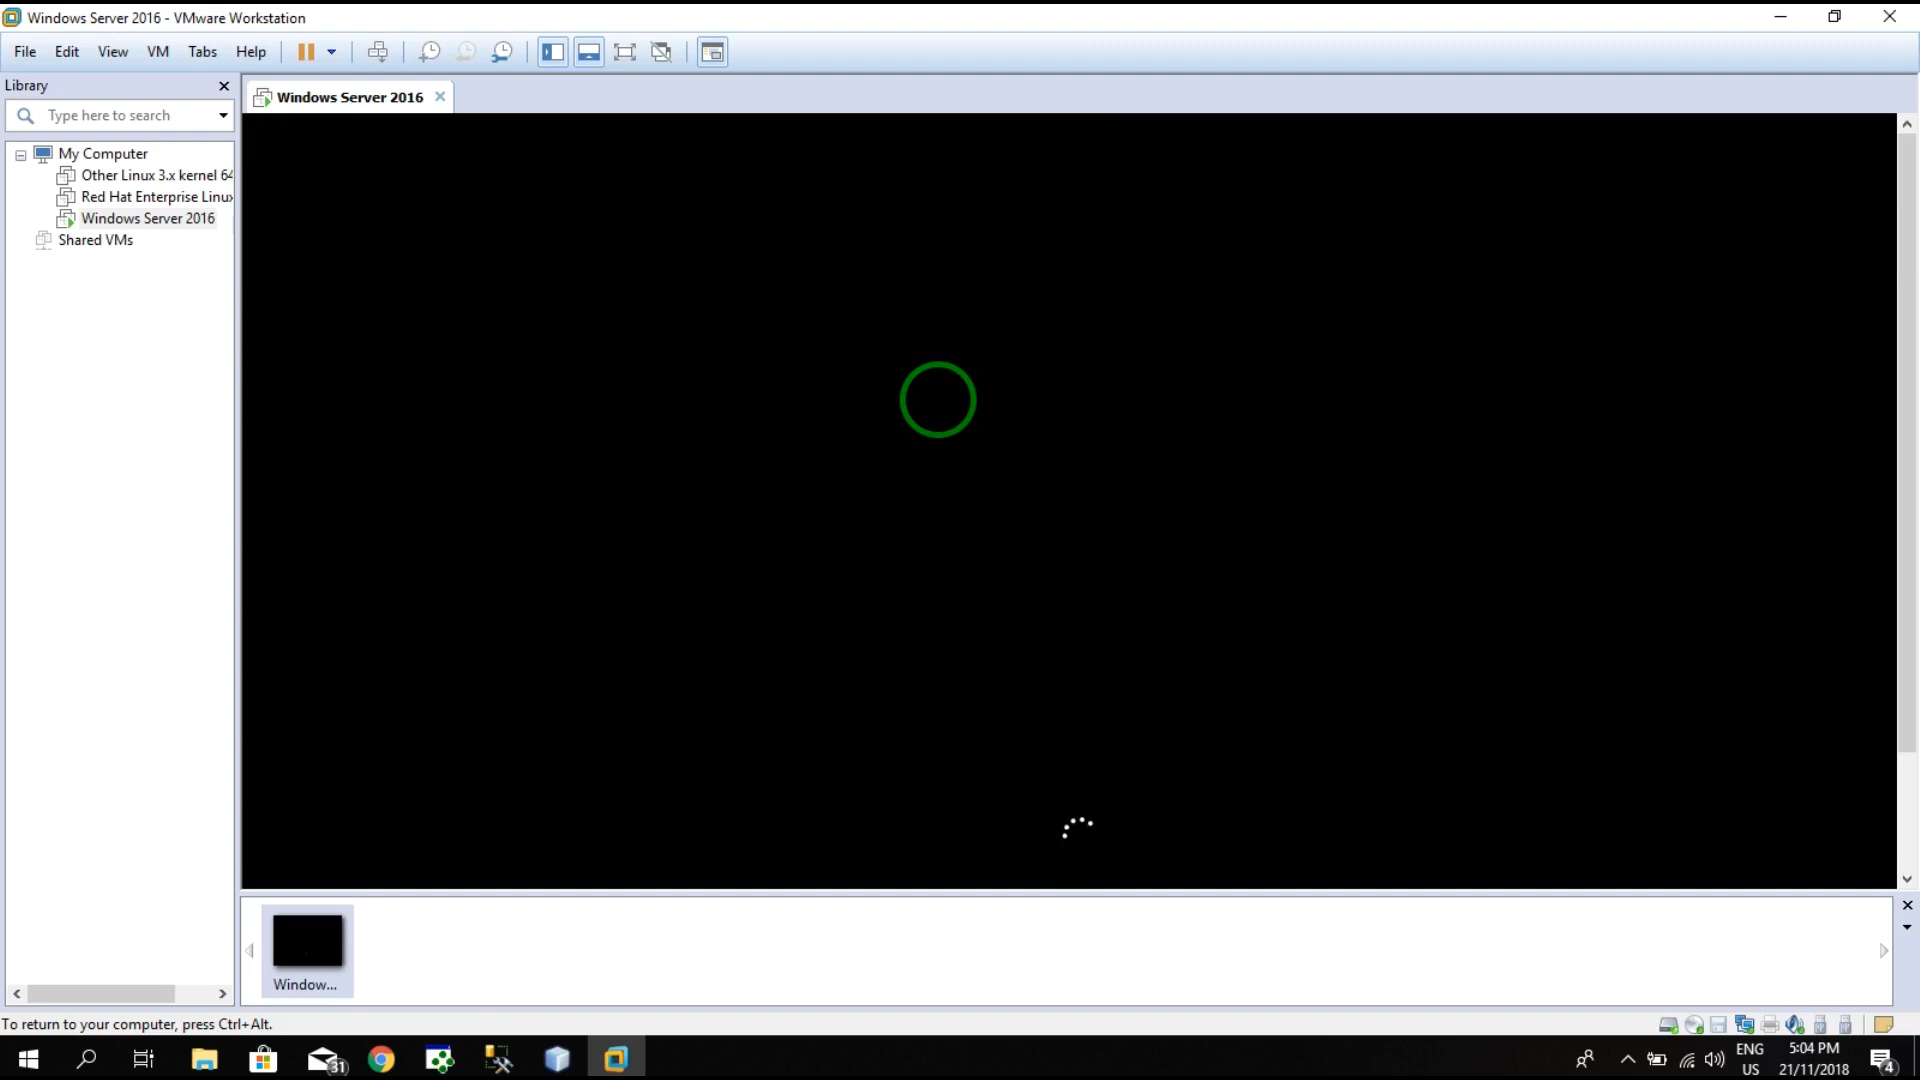 Windows Server 2016 - VMware Workstation
File Edit View VM Tabs Help
Library
Windows Server 2016
Type here to search
My Computer
Other Linux 3.x kernel 64
Red Hat Enterprise Linux
Windows Server 2016
Shared VMs
Window...
To return to your computer, press Ctrl+Alt.
31
ENG
US
5:04 PM
21/11/2018
4